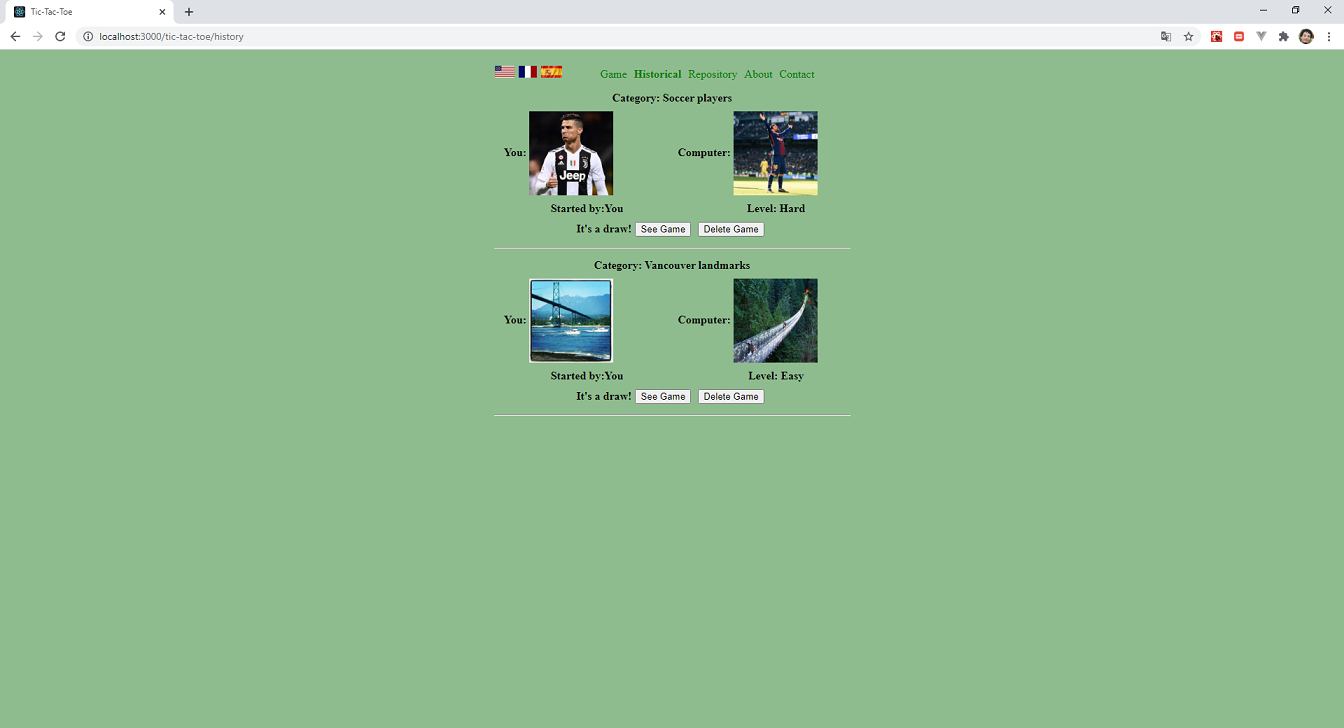 Tic-Tac-Toe
localhost:3000/tic-tac-toe/history
Game Historical Repository About Contact
Category: Soccer players
You:
Jeep
Computer:
Started by:You
Level: Hard
It's a draw! See Game Delete Game
Category: Vancouver landmarks
You:
Computer:
Started by:You
Level: Easy
It's a draw! See Game Delete Game